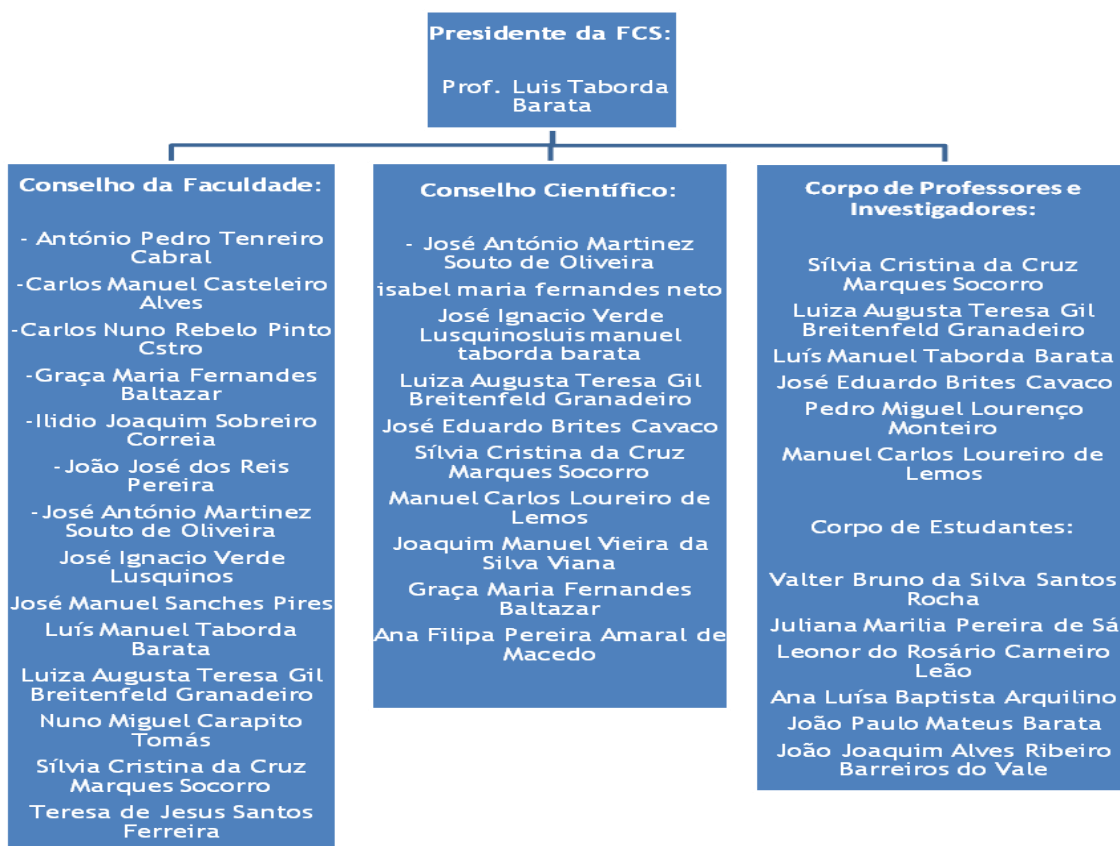 Presidente da FCS:
Prof. Luis Taborda
Barata
Conselho da Faculdade:
- António Pedro Tenreiro
Cabral
-Carlos Manuel Casteleiro
Alves
-Carlos Nuno Rebelo Pinto
Cstro
-Graça Maria Fernandes
Baltazar
-Ilidio Joaquim Sobreiro
Correia
-João José dos Reis
Pereira
-José António Martinez
Souto de Oliveira
José Ignacio Verde
Lusquinos
José Manuel Sanches Pires
Luís Manuel Taborda
Barata
Luiza Augusta Teresa Gil
Breitenfeld Granadeiro
Nuno Miguel Carapito
Tomás
Sílvia Cristina da Cruz
Marques Socorro
Teresa de Jesus Santos
Ferreira
Conselho Científico:
- José António Martinez
Souto de Oliveira
isabel maria fernandes neto
José Ignacio Verde
Lusquinosluis manuel
taborda barata
Luiza Augusta Teresa Gil
Breitenfeld Granadeiro
José Eduardo Brites Cavaco
Sílvia Cristina da Cruz
Marques Socorro
Manuel Carlos Loureiro de
Lemos
Joaquim Manuel Vieira da
Silva Viana
Graça Maria Fernandes
Baltazar
Ana Filipa Pereira Amaral de
Macedo
Corpo de Professores e
Investigadores:
Sílvia Cristina da Cruz
Marques Socorro
Luiza Augusta Teresa Gil
Breitenfeld Granadeiro
Luís Manuel Taborda Barata
José Eduardo Brites Cavaco
Pedro Miguel Lourenço
Monteiro
Manuel Carlos Loureiro de
Lemos
Corpo de Estudantes:
Valter Bruno da Silva Santos
Rocha
Juliana Marilia Pereira de Sá
Leonor do Rosário Carneiro
Leão
Ana Luísa Baptista Arquilino
João Paulo Mateus Barata
João Joaquim Alves Ribeiro
Barreiros do Vale